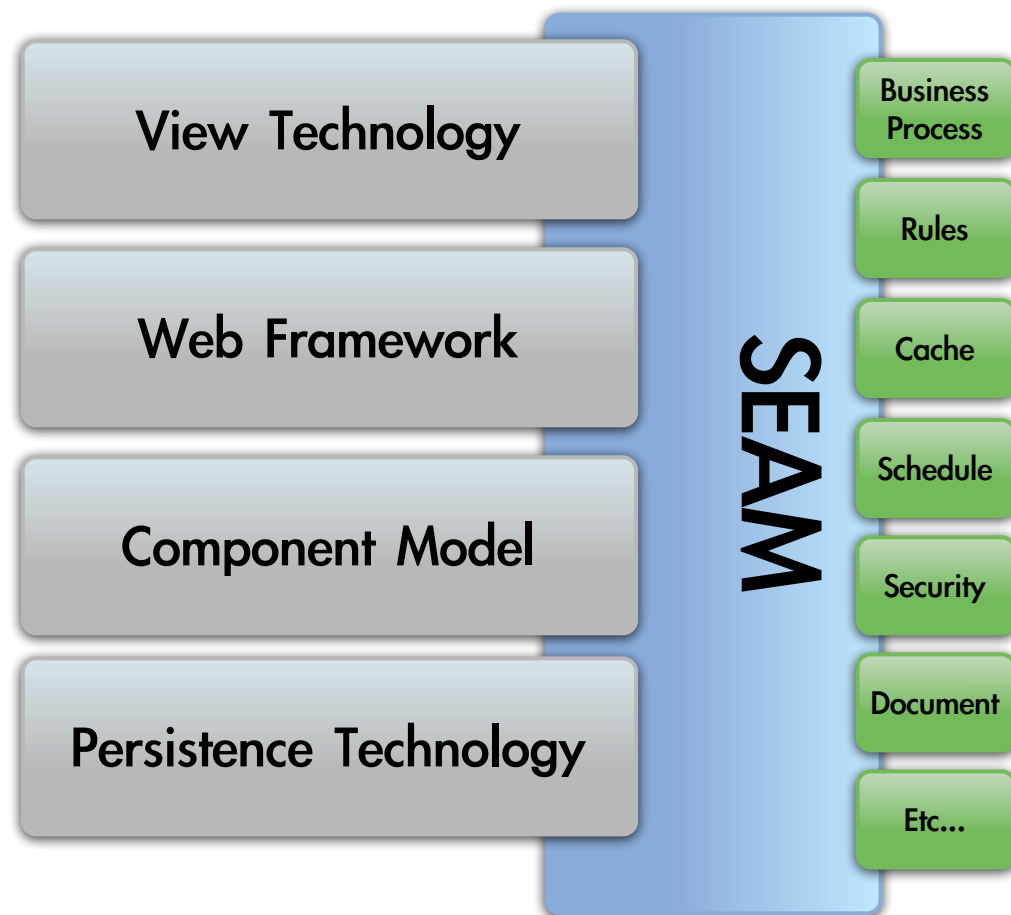 View Technology
Web Framework
Component Model
Persistence Technology
SEAM
Business
Process
Rules
Cache
Schedule
Security
Document
Etc...